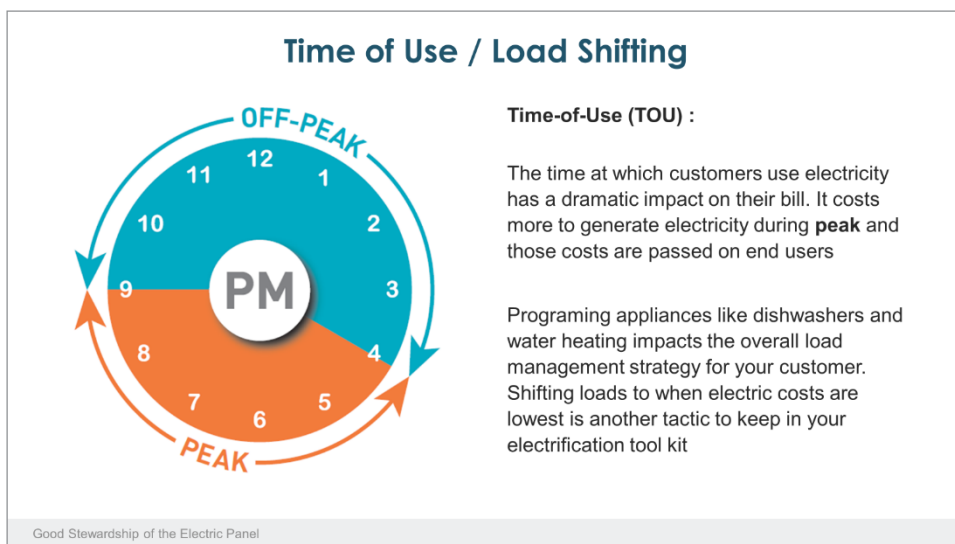 Time of Use / Load Shifting
OFF-PEAK
12
1
2
3
4
5
6
7
8
9
10
11
PM
PEAK
Time-of-Use (TOU) :
The time at which customers use electricity
has a dramatic impact on their bill. It costs
more to generate electricity during peak and
those costs are passed on end users
Programing appliances like dishwashers and
water heating impacts the overall load
management strategy for your customer.
Shifting loads to when electric costs are
lowest is another tactic to keep in your
electrification tool kit
Good Stewardship of the Electric Panel